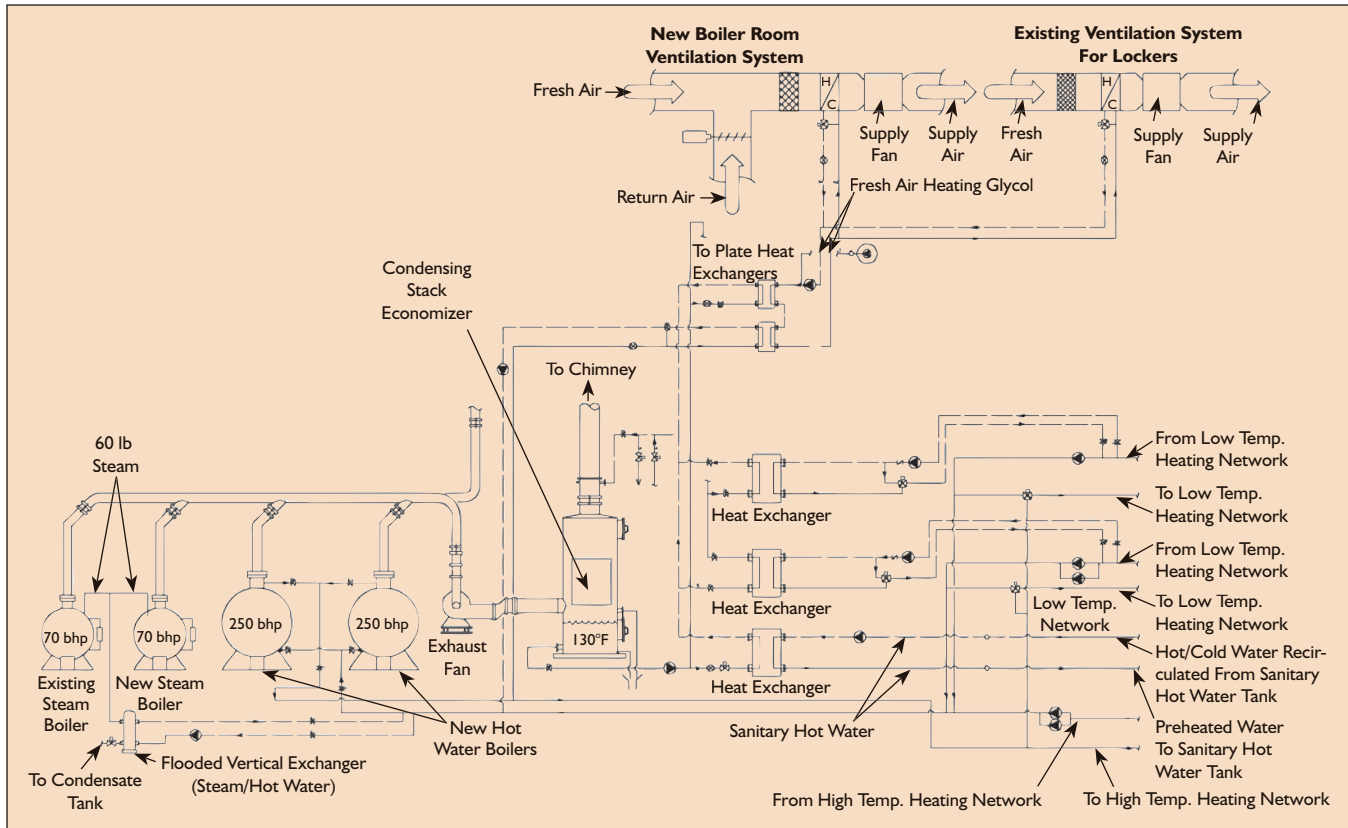 New Boiler Room
Ventilation System
Existing Ventilation System
For Lockers
Fresh Air
H
C
Supply
Fan
Supply
Air
Fresh
Air
H
C
Supply
Fan
Supply
Air
Return Air
Fresh Air Heating Glycol
To Plate Heat
Exchangers
Condensing
Stack
Economizer
To Chimney
60 lb
Steam
From Low Temp.
Heating Network
To Low Temp.
Heating Network
Heat Exchanger
From Low Temp.
Heating Network
Heat Exchanger
Low Temp.
Network
To Low Temp.
Heating Network
70 bhp
70 bhp
250 bhp
250 bhp
Exhaust
Fan
130°F
Heat Exchanger
Hot/Cold Water Recir-
culated From Sanitary
Hot Water Tank
Existing
Steam
Boiler
New Steam
Boiler
New Hot
Water Boilers
Sanitary Hot Water
Preheated Water
To Sanitary Hot
Water Tank
To Condensate
Tank
Flooded Vertical Exchanger
(Steam/Hot Water)
From High Temp. Heating Network
To High Temp. Heating Network